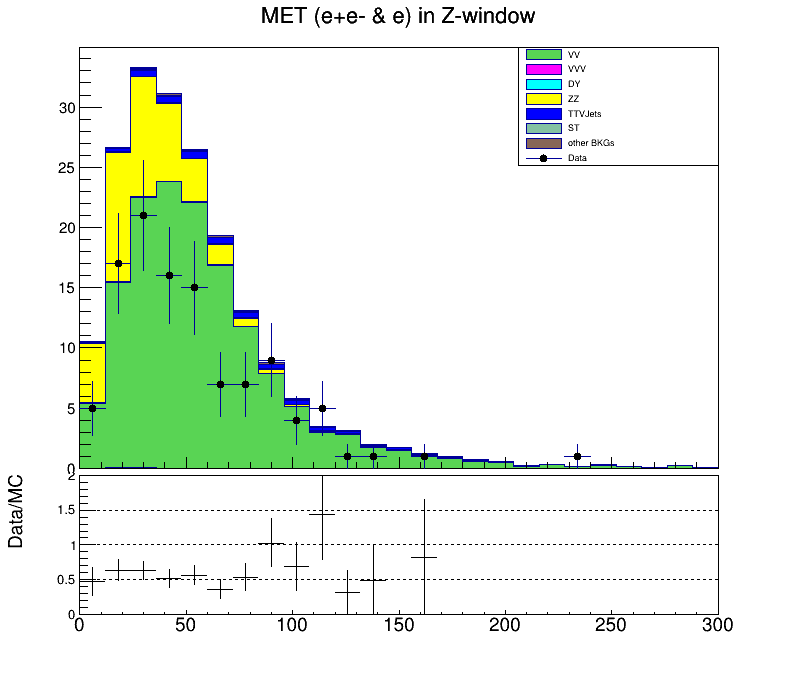 MET (e+e- & e) in Z-window
VV
VVV
DY
ZZ
TTVJets
ST
other BKGs
Data
30
25
20
15
10
5
0
Data/MC
2
1.5
1
0.5
0
0 50 100 150 200 250 300